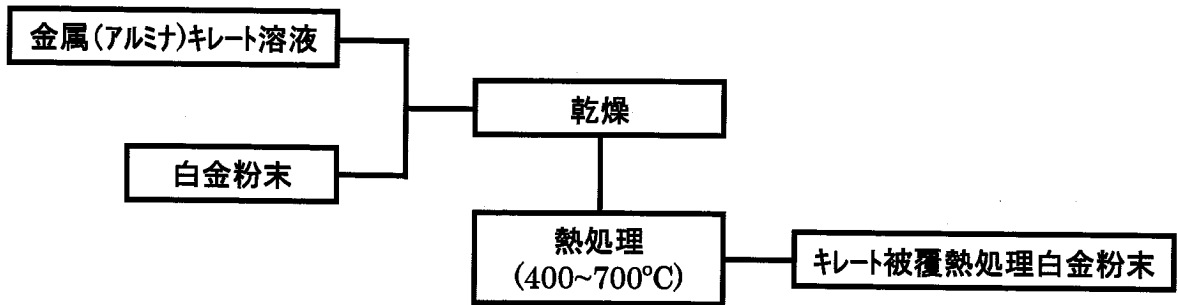 金属(アルミナ)キレート溶液
乾燥
白金粉末
熱処理
(400~700℃)
キレート被覆熱処理白金粉末